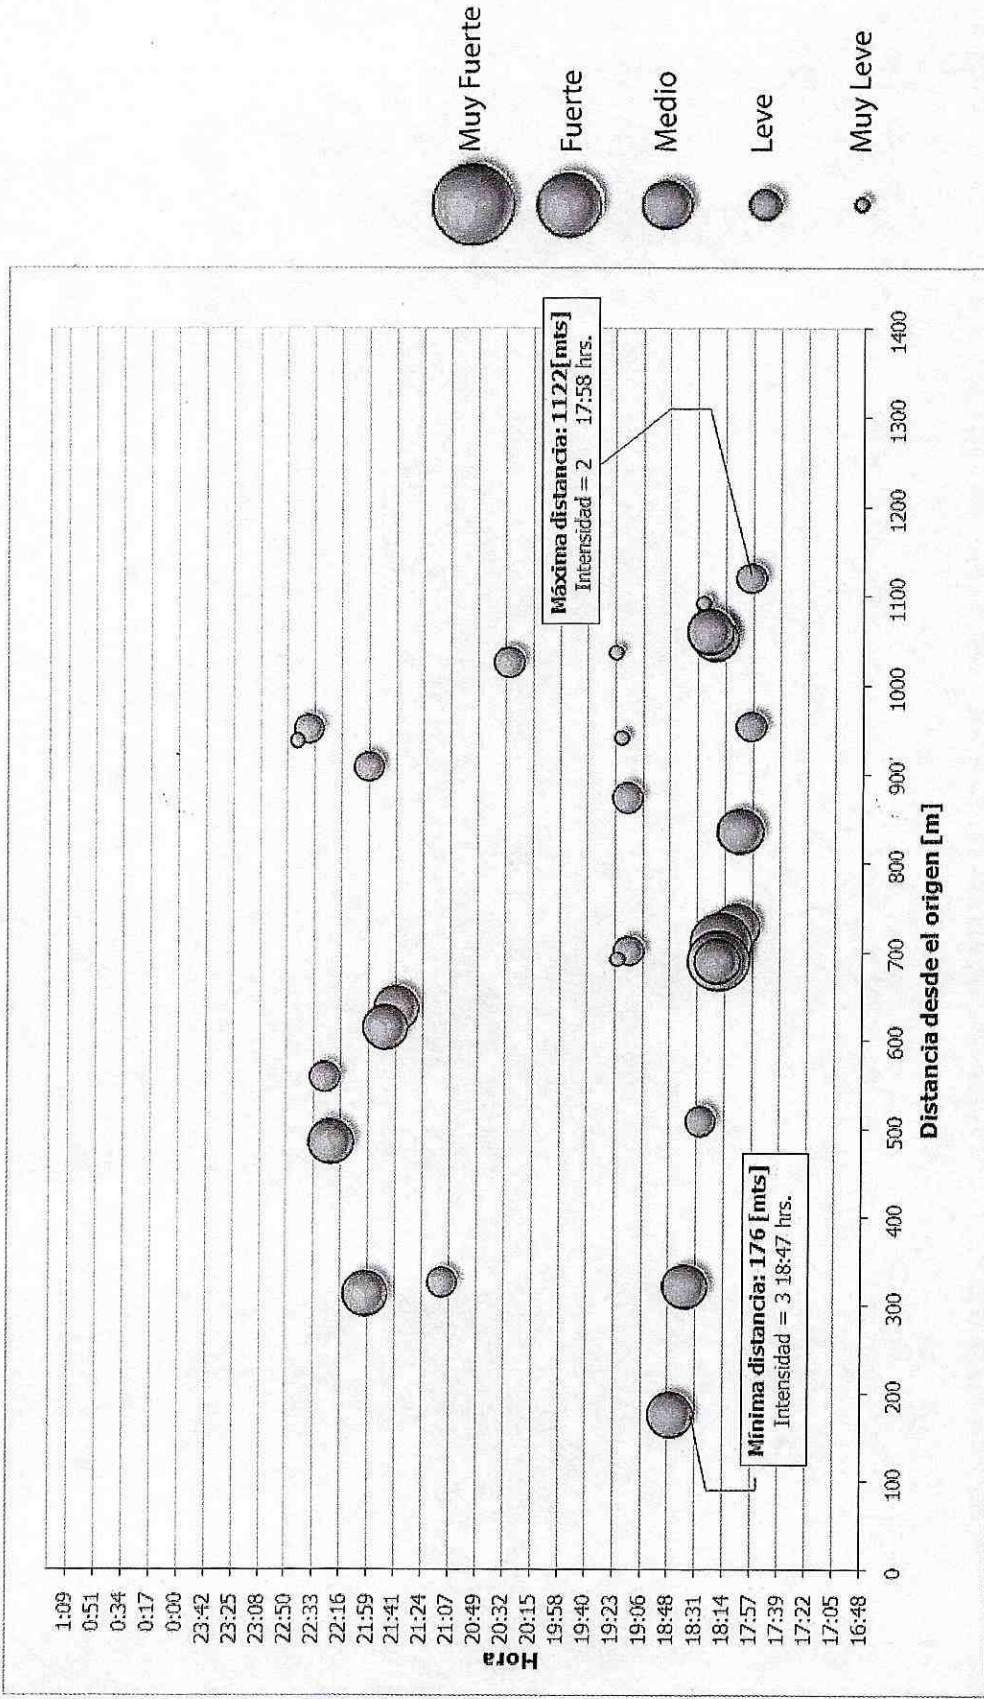 Muy Fuerte
Fuerte
Medio
Leve
Muy Leve
Hora
1:09
0:51
0:34
0:17
0:00
23:42
23:25
23:08
22:50
22:33
22:16
21:59
21:41
21:24
21:07
20:49
20:32
20:15
19:58
19:40
19:23
19:06
18:48
18:31
18:14
17:57
17:39
17:22
17:05
16:48
Máxima distancia: 1122[mts]
Intensidad = 2 17:58 hrs.
Mínima distancia: 176 [mts]
Intensidad = 3 18:47 hrs.
0 100 200 300 400 500 600 700 800 900 1000 1100 1200 1300 1400
Distancia desde el origen [m]